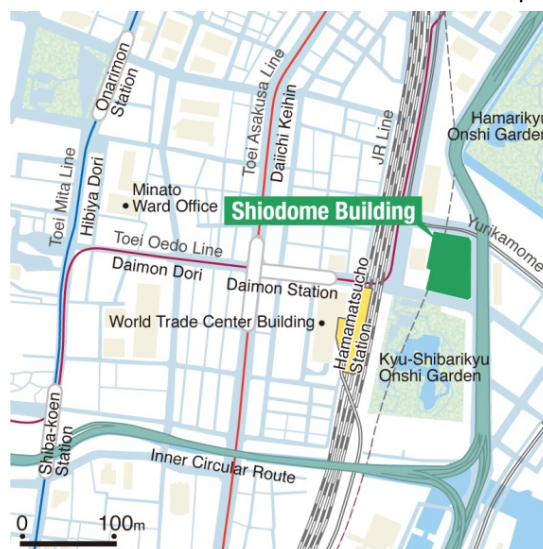 Onarimon
Station
Toei Asakusa Line
Daiichi Keihin
JR Line
Hamarikyu
Onshi Garden
Toei Mita Line
Hibiya Dori
Minato
Ward Office
Shiodome Building
Yurikamome
Toei Oedo Line
Daimon Dori
Daimon Station
World Trade Center Building
Hamamatsucho
Station
Kyu-Shibarikyu
Onshi Garden
Shiba-koen
Station
Inner Circular Route
0 100m